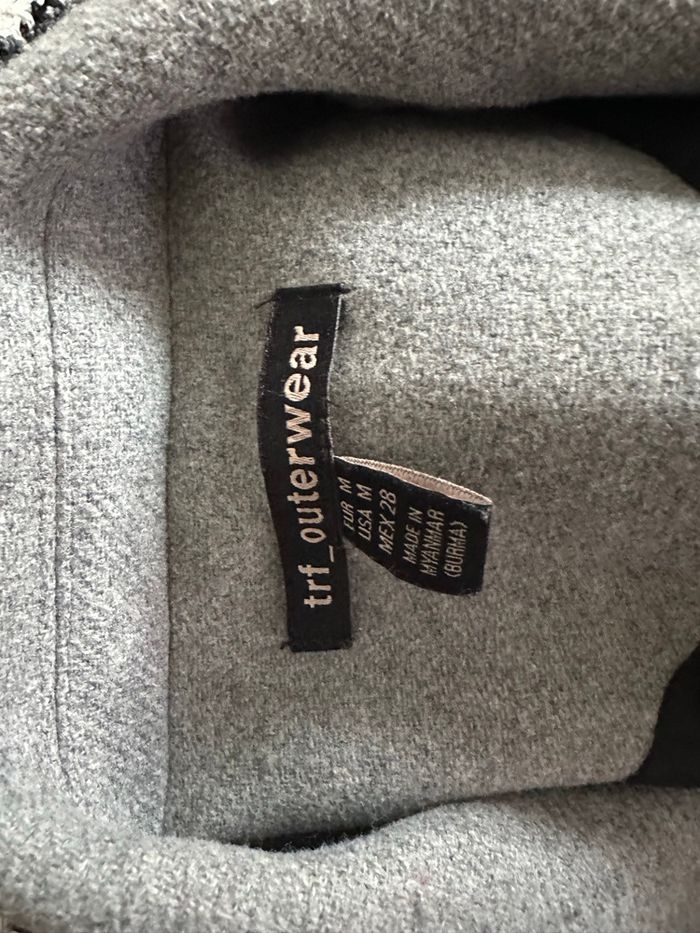 trf_outerwear
EUR M
USA M
MEX 28
MADE IN
MYANMAR
(BURMA)